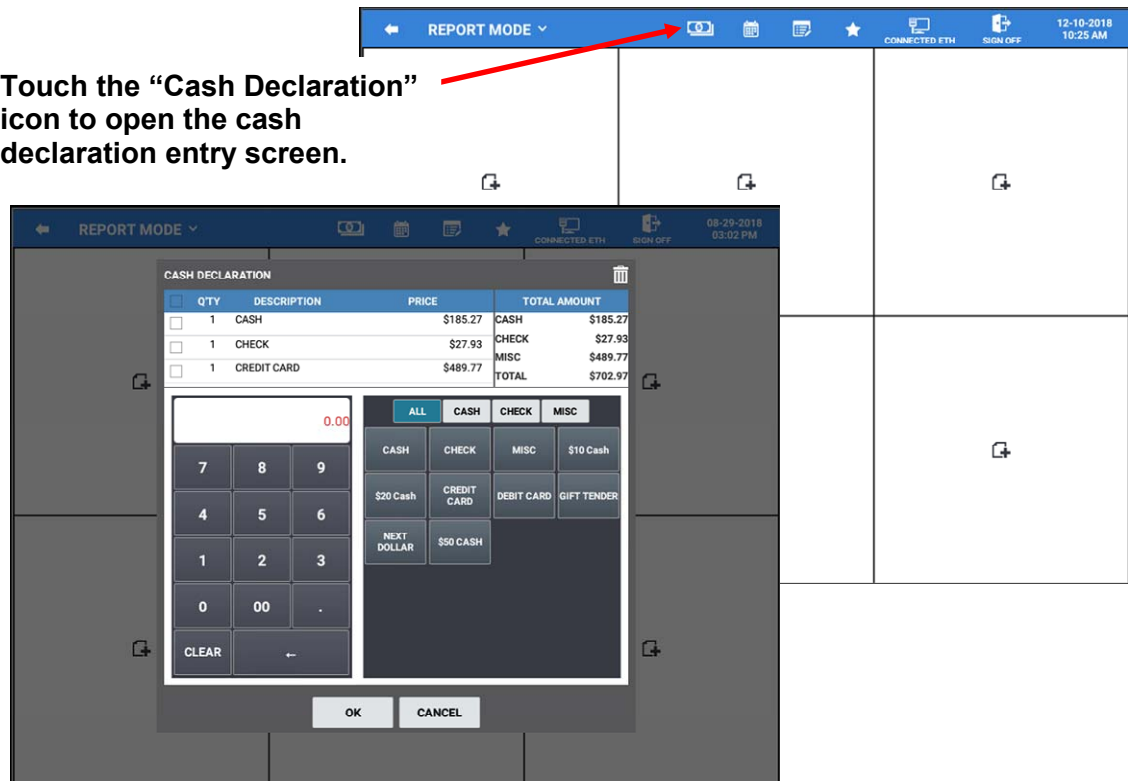 REPORT MODE
CONNECTED ETH
SIGN OFF
12-10-2018
10:25 AM
Touch the “Cash Declaration”
icon to open the cash
declaration entry screen.
REPORT MODE
CONNECTED ETH
SIGN OFF
08-29-2018
03:02 PM
CASH DECLARATION
Q'TY DESCRIPTION PRICE TOTAL AMOUNT
1 CASH $185.27 CASH $185.27
1 CHECK $27.93 CHECK $27.93
1 CREDIT CARD $489.77 MISC $489.77
TOTAL $702.97
0.00
7 8 9
4 5 6
1 2 3
0 00 .
CLEAR ←
ALL CASH CHECK MISC
CASH CHECK MISC $10 Cash
$20 Cash CREDIT CARD DEBIT CARD GIFT TENDER
NEXT DOLLAR $50 CASH
OK CANCEL